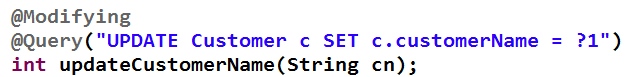 @Modifying
@Query("UPDATE Customer c SET c.customerName = ?1")
int updateCustomerName(String cn);